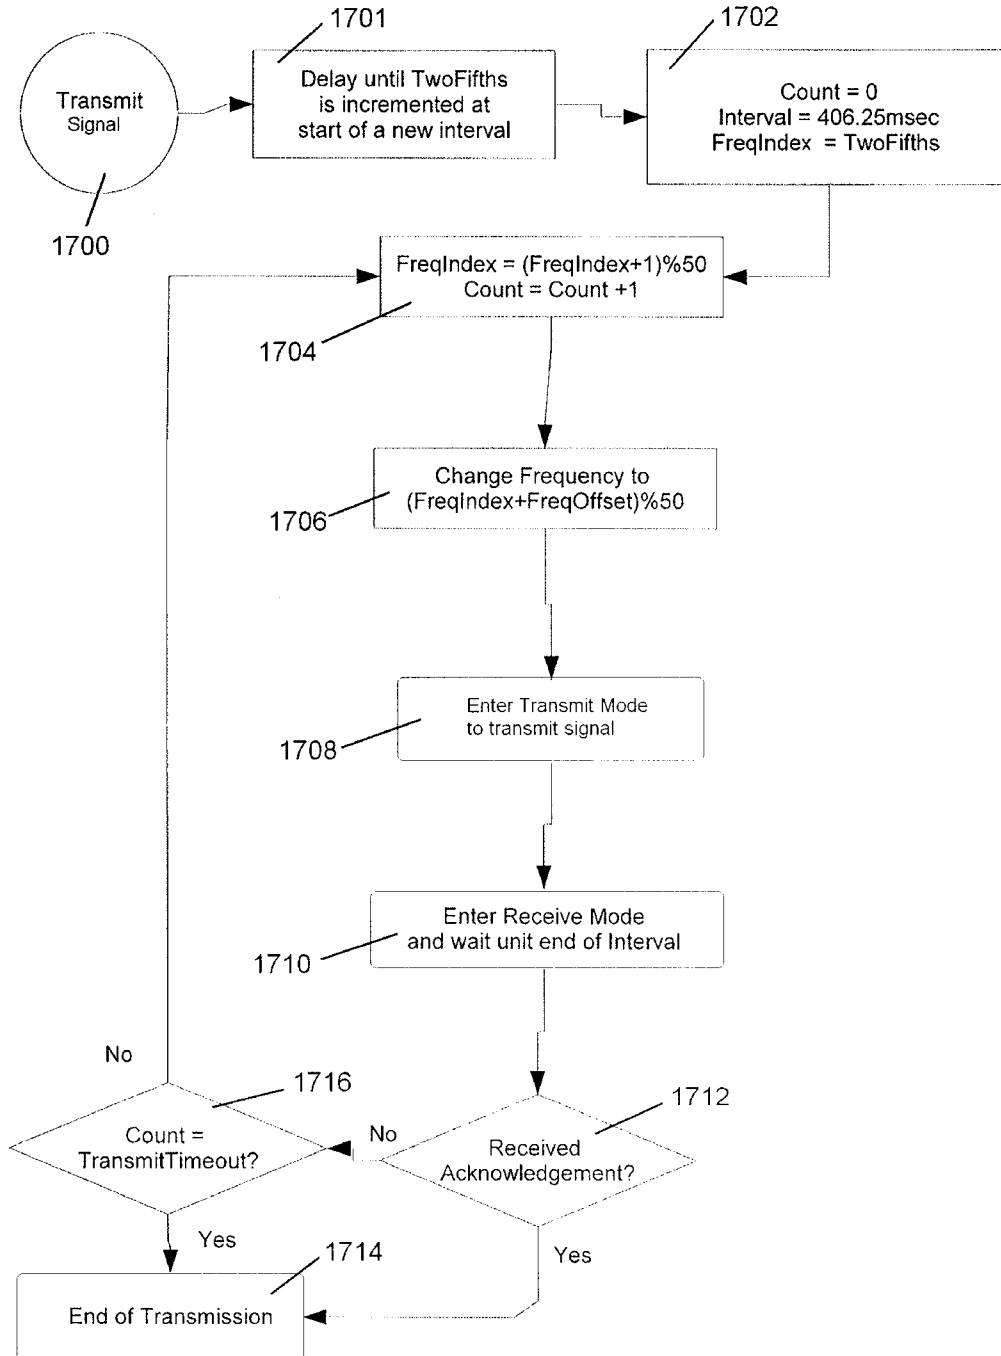 1701
1702
Transmit
Signal
Delay until TwoFifths
is incremented at
start of a new interval
Count = 0
Interval = 406.25msec
FreqIndex = TwoFifths
1700
FreqIndex = (FreqIndex+1)%50
Count = Count +1
1704
Change Frequency to
(FreqIndex+FreqOffset)%50
1706
Enter Transmit Mode
to transmit signal
1708
Enter Receive Mode
and wait unit end of Interval
1710
No
1716
1712
Count =
TransmitTimeout?
No
Received
Acknowledgement?
Yes
1714
Yes
End of Transmission